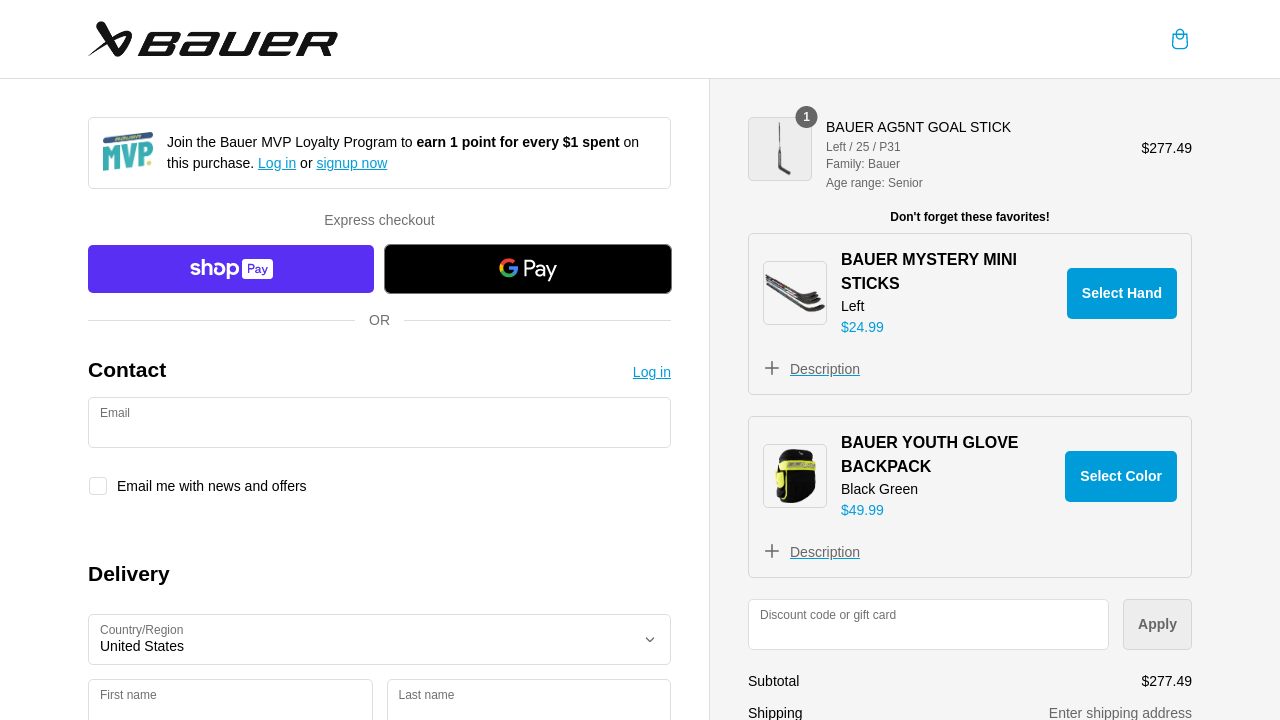 BAUER
MVP
Join the Bauer MVP Loyalty Program to earn 1 point for every $1 spent on
this purchase. Log in or signup now
Express checkout
shop Pay
G Pay
OR
Contact
Log in
Email
Email me with news and offers
Delivery
Country/Region
United States
First name
Last name
1
BAUER AG5NT GOAL STICK
Left / 25 / P31
Family: Bauer
Age range: Senior
$277.49
Don't forget these favorites!
BAUER MYSTERY MINI
STICKS
Left
$24.99
Select Hand
Description
BAUER YOUTH GLOVE
BACKPACK
Black Green
$49.99
Select Color
Description
Discount code or gift card
Apply
Subtotal
$277.49
Shipping
Enter shipping address